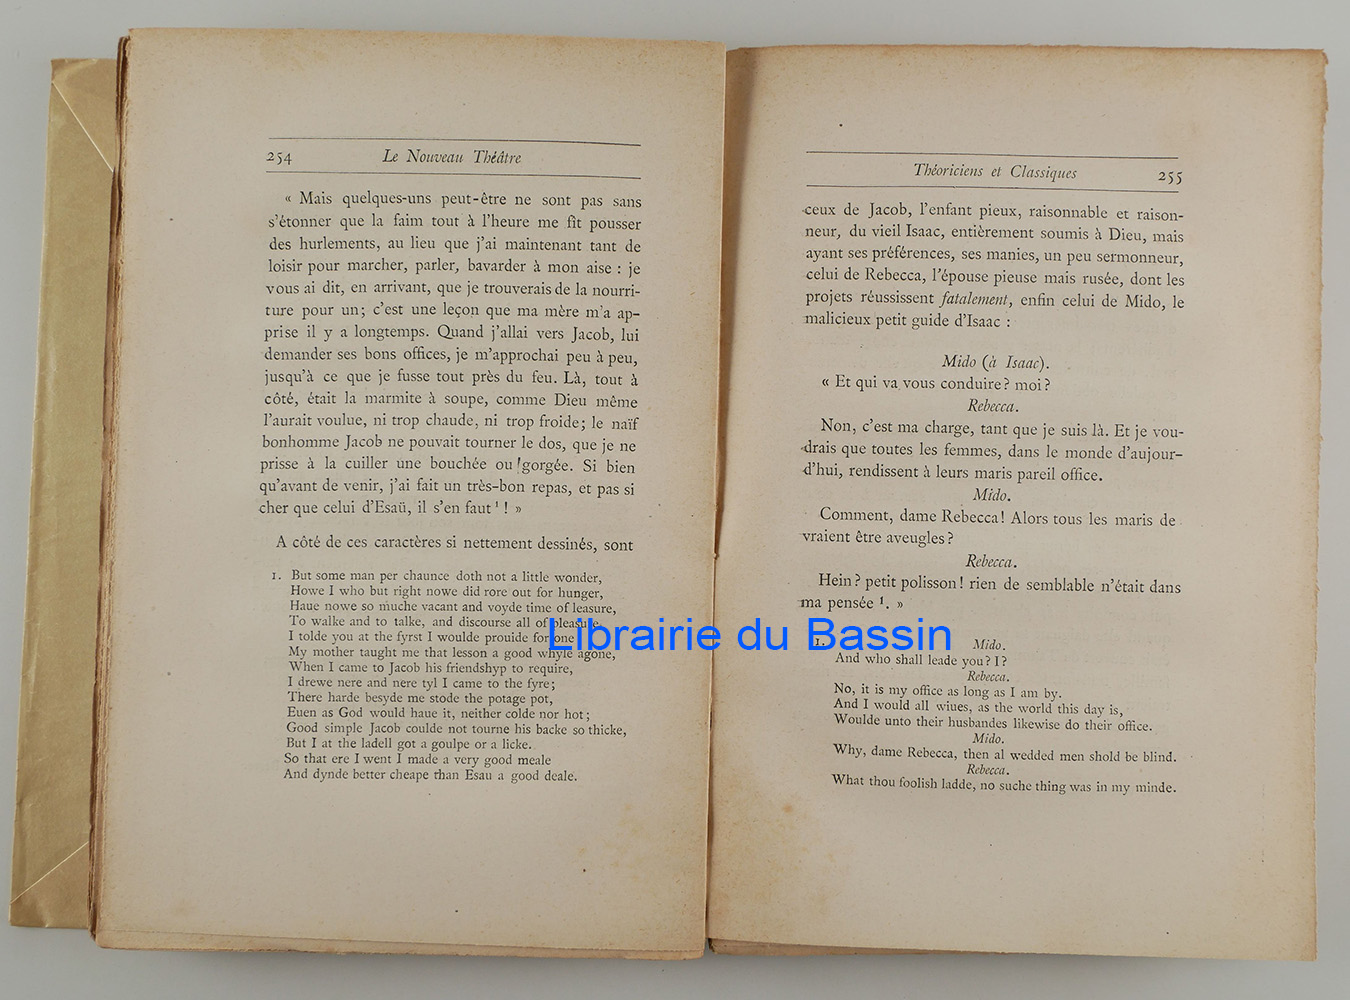 254 Le Nouveau Théâtre
« Mais quelques-uns peut-être ne sont pas sans
s'étonner que la faim tout à l'heure me fît pousser
des hurlements, au lieu que j'ai maintenant tant de
loisir pour marcher, parler, bavarder à mon aise : je
vous ai dit, en arrivant, que je trouverais de la nourri-
ture pour un; c'est une leçon que ma mère m'a ap-
prise il y a longtemps. Quand j'allai vers Jacob, lui
demander ses bons offices, je m'approchai peu à peu,
jusqu'à ce que je fusse tout près du feu. Là, tout à
côté, était la marmite à soupe, comme Dieu même
l'aurait voulue, ni trop chaude, ni trop froide; le naïf
bonhomme Jacob ne pouvait tourner le dos, que je ne
prisse à la cuiller une bouchée ou gorgée. Si bien
qu'avant de venir, j'ai fait un très-bon repas, et pas si
cher que celui d'Esaü, il s'en faut¹ ! »
A côté de ces caractères si nettement dessinés, sont
1. But some man per chaunce doth not a little wonder,
Howe I who but right nowe did rore out for hunger,
Haue nowe so muche vacant and voyde time of leasure,
To walke and to talke, and discourse all of pleasure
I tolde you at the fyrst I woulde prouide for one
My mother taught me that lesson a good whyle agone,
When I came to Jacob his friendshyp to require,
I drewe nere and nere tyl I came to the fyre;
There harde besyde me stode the potage pot,
Euen as God would haue it, neither colde nor hot;
Good simple Jacob coulde not tourne his backe so thicke,
But I at the ladell got a goulpe or a licke.
So that ere I went I made a very good meale
And dynde better cheape than Esau a good deale.
Théoriciens et Classiques 255
ceux de Jacob, l'enfant pieux, raisonnable et raison-
neur, du vieil Isaac, entièrement soumis à Dieu, mais
ayant ses préférences, ses manies, un peu sermonneur,
celui de Rebecca, l'épouse pieuse mais rusée, dont les
projets réussissent fatalement, enfin celui de Mido, le
malicieux petit guide d'Isaac :
Mido (à Isaac).
« Et qui va vous conduire? moi?
Rebecca.
Non, c'est ma charge, tant que je suis là. Et je vou-
drais que toutes les femmes, dans le monde d'aujour-
d'hui, rendissent à leurs maris pareil office.
Mido.
Comment, dame Rebecca! Alors tous les maris de
vraient être aveugles?
Rebecca.
Hein? petit polisson! rien de semblable n'était dans
ma pensée ¹. »
1. Mido.
And who shall leade you? I?
Rebecca.
No, it is my office as long as I am by.
And I would all wiues, as the world this day is,
Woulde unto their husbandes likewise do their office.
Mido.
Why, dame Rebecca, then al wedded men shold be blind.
Rebecca.
What thou foolish ladde, no suche thing was in my minde.
Librairie du Bassin